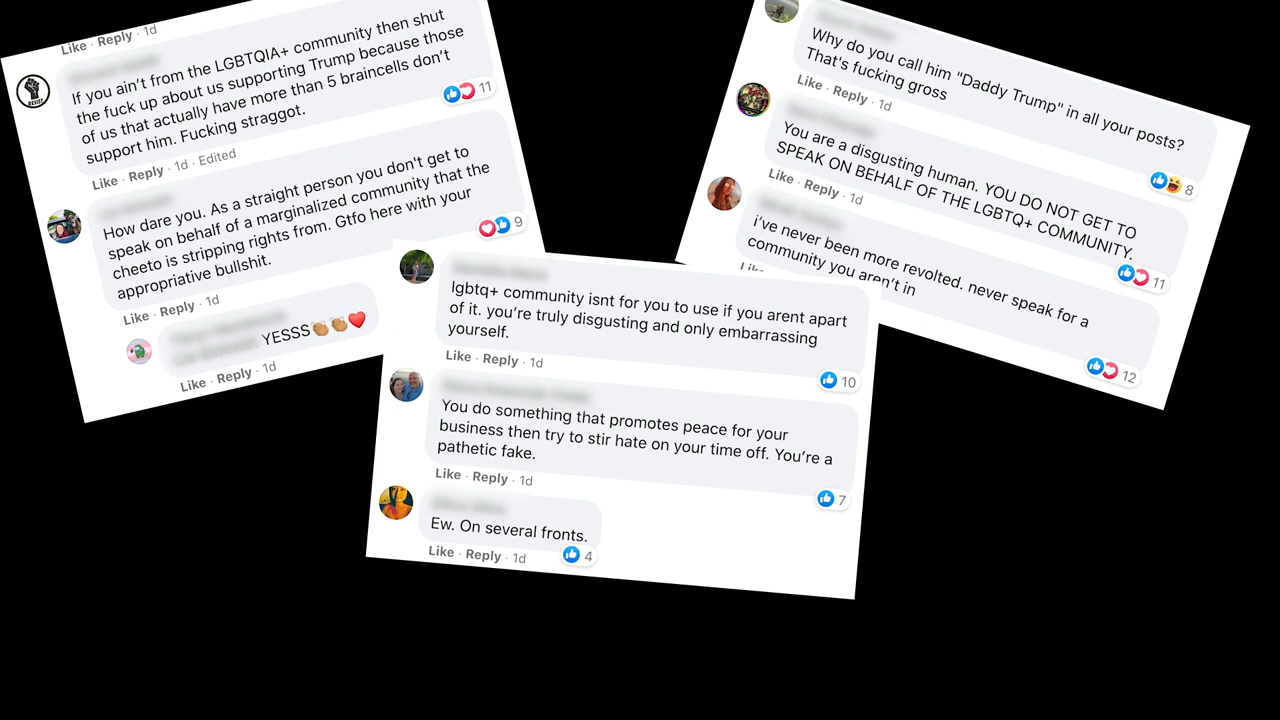 Like · Reply · 1d
RESIST
If you ain't from the LGBTQIA+ community then shut
the fuck up about us supporting Trump because those
of us that actually have more than 5 braincells don't
support him. Fucking straggot.
11
Like · Reply · 1d · Edited
How dare you. As a straight person you don't get to
speak on behalf of a marginalized community that the
cheeto is stripping rights from. Gtfo here with your
appropriative bullshit.
9
Like · Reply · 1d
YESSS👏🏼👏🏼❤️
Like · Reply · 1d
Why do you call him "Daddy Trump" in all your posts?
That's fucking gross
8
Like · Reply · 1d
You are a disgusting human. YOU DO NOT GET TO
SPEAK ON BEHALF OF THE LGBTQ+ COMMUNITY.
11
Like · Reply · 1d
i've never been more revolted. never speak for a
community you aren't in
12
lgbtq+ community isnt for you to use if you arent apart
of it. you're truly disgusting and only embarrassing
yourself.
Like · Reply · 1d
10
You do something that promotes peace for your
business then try to stir hate on your time off. You're a
pathetic fake.
Like · Reply · 1d
7
Ew. On several fronts.
Like · Reply · 1d
4